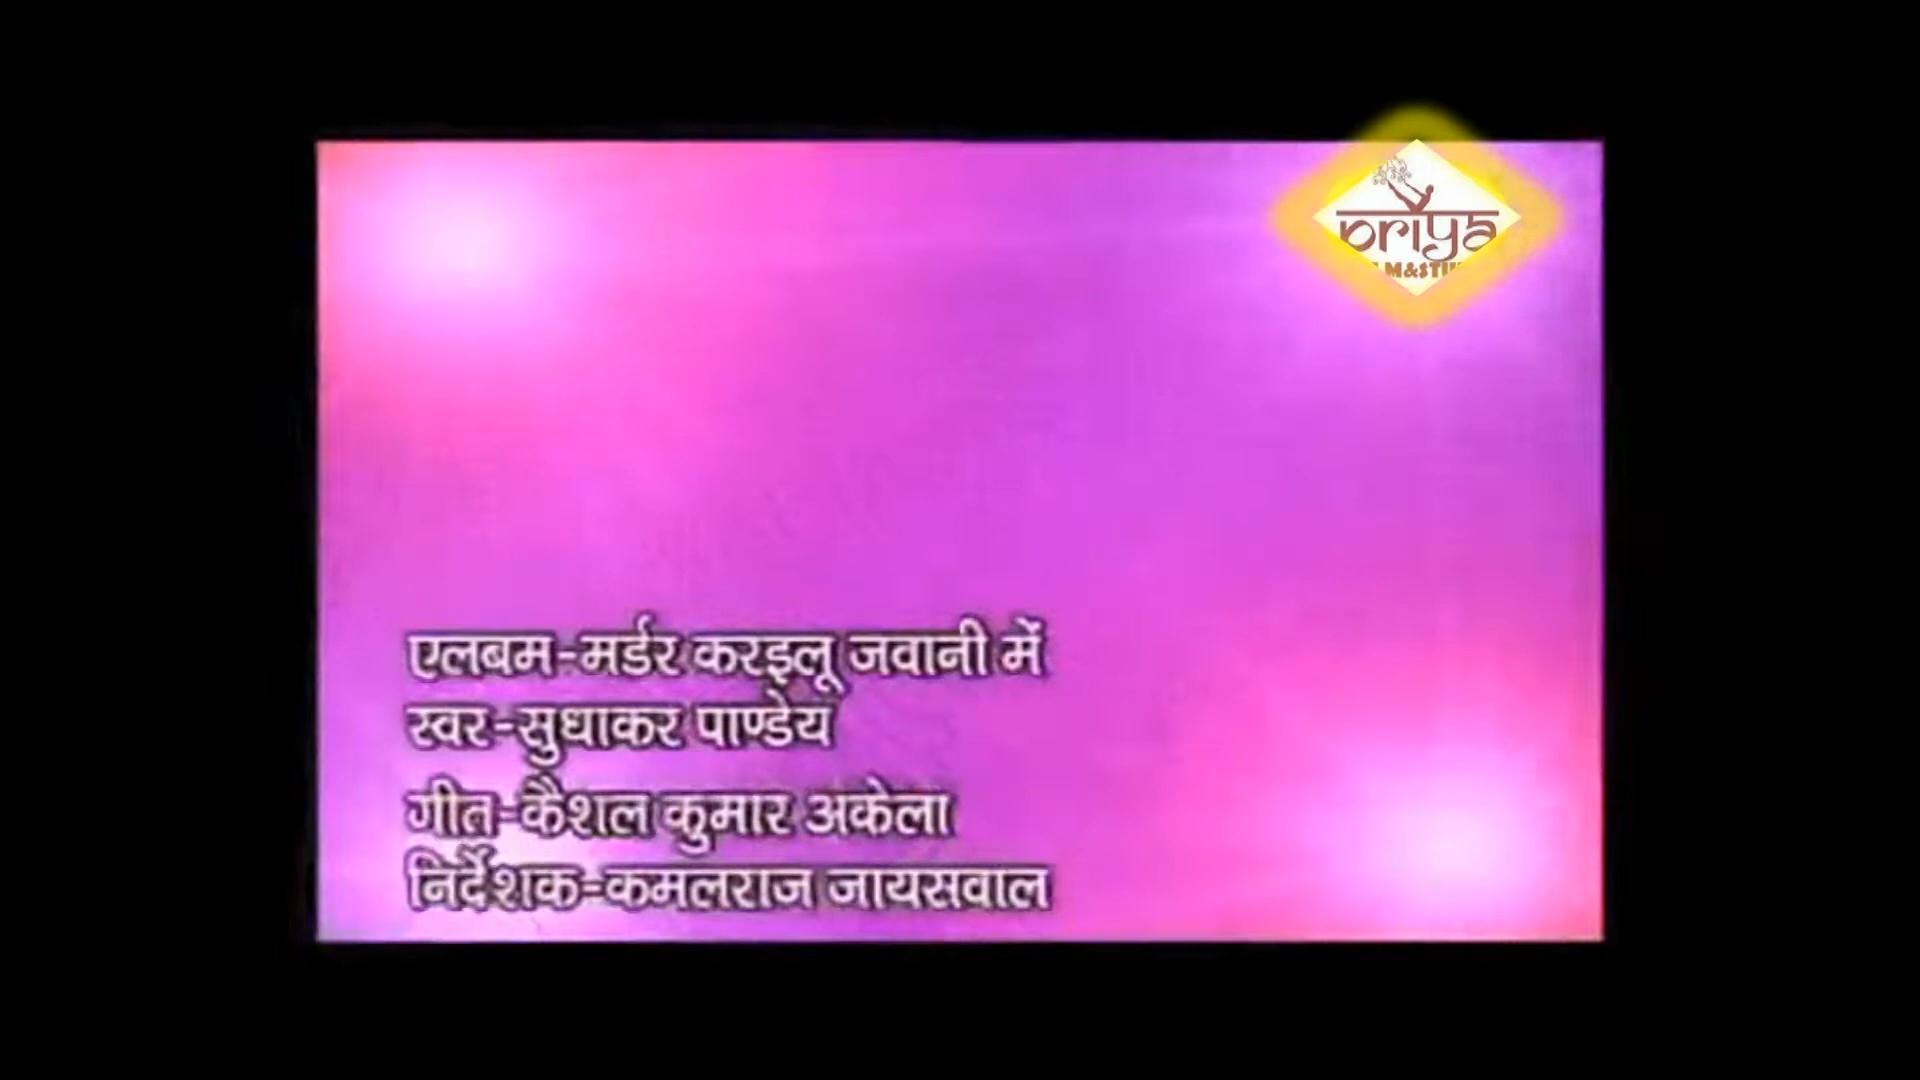 priya
एलबम-मर्डर करइलू जवानी में
स्वर-सुधाकर पाण्डेय
गीत-कैशल कुमार अकेला
निर्देशक-कमलराज जायसवाल